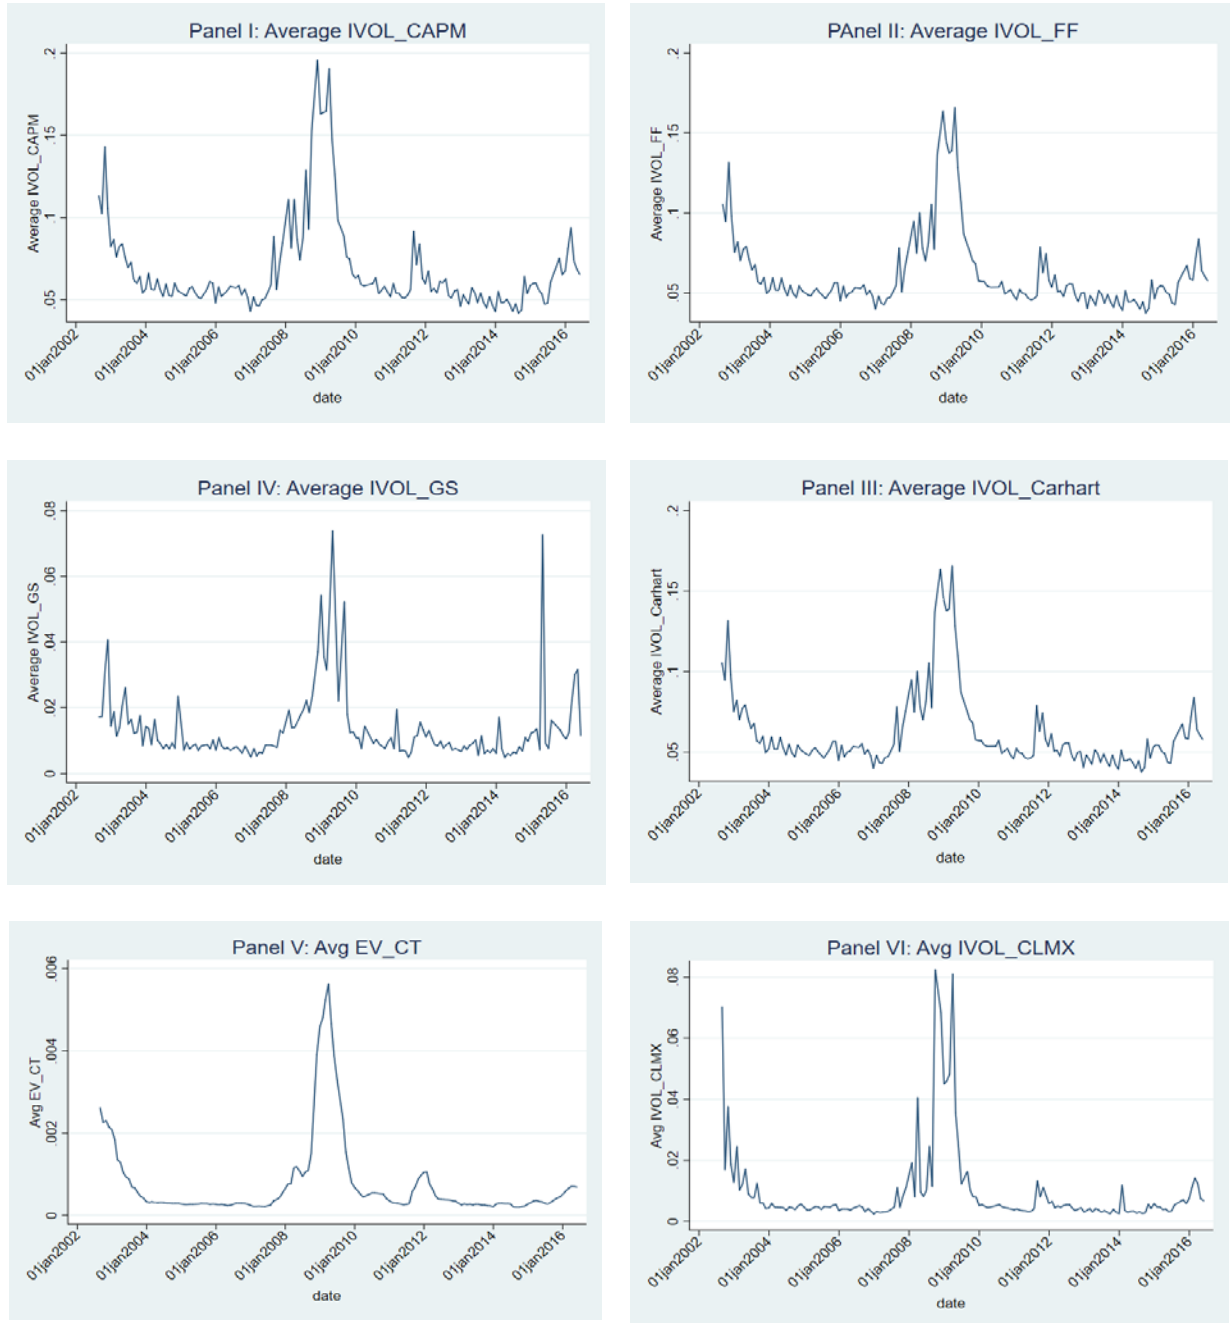 Panel I: Average IVOL_CAPM
Average IVOL_CAPM
.2
.15
.1
.05
01jan2002
01jan2004
01jan2006
01jan2008
01jan2010
01jan2012
01jan2014
01jan2016
date
PAnel II: Average IVOL_FF
Average IVOL_FF
.2
.15
.1
.05
01jan2002
01jan2004
01jan2006
01jan2008
01jan2010
01jan2012
01jan2014
01jan2016
date
Panel IV: Average IVOL_GS
Average IVOL_GS
.08
.06
.04
.02
0
01jan2002
01jan2004
01jan2006
01jan2008
01jan2010
01jan2012
01jan2014
01jan2016
date
Panel III: Average IVOL_Carhart
Average IVOL_Carhart
.2
.15
.1
.05
01jan2002
01jan2004
01jan2006
01jan2008
01jan2010
01jan2012
01jan2014
01jan2016
date
Panel V: Avg EV_CT
Avg EV_CT
.006
.004
.002
0
01jan2002
01jan2004
01jan2006
01jan2008
01jan2010
01jan2012
01jan2014
01jan2016
date
Panel VI: Avg IVOL_CLMX
Avg IVOL_CLMX
.08
.06
.04
.02
0
01jan2002
01jan2004
01jan2006
01jan2008
01jan2010
01jan2012
01jan2014
01jan2016
date